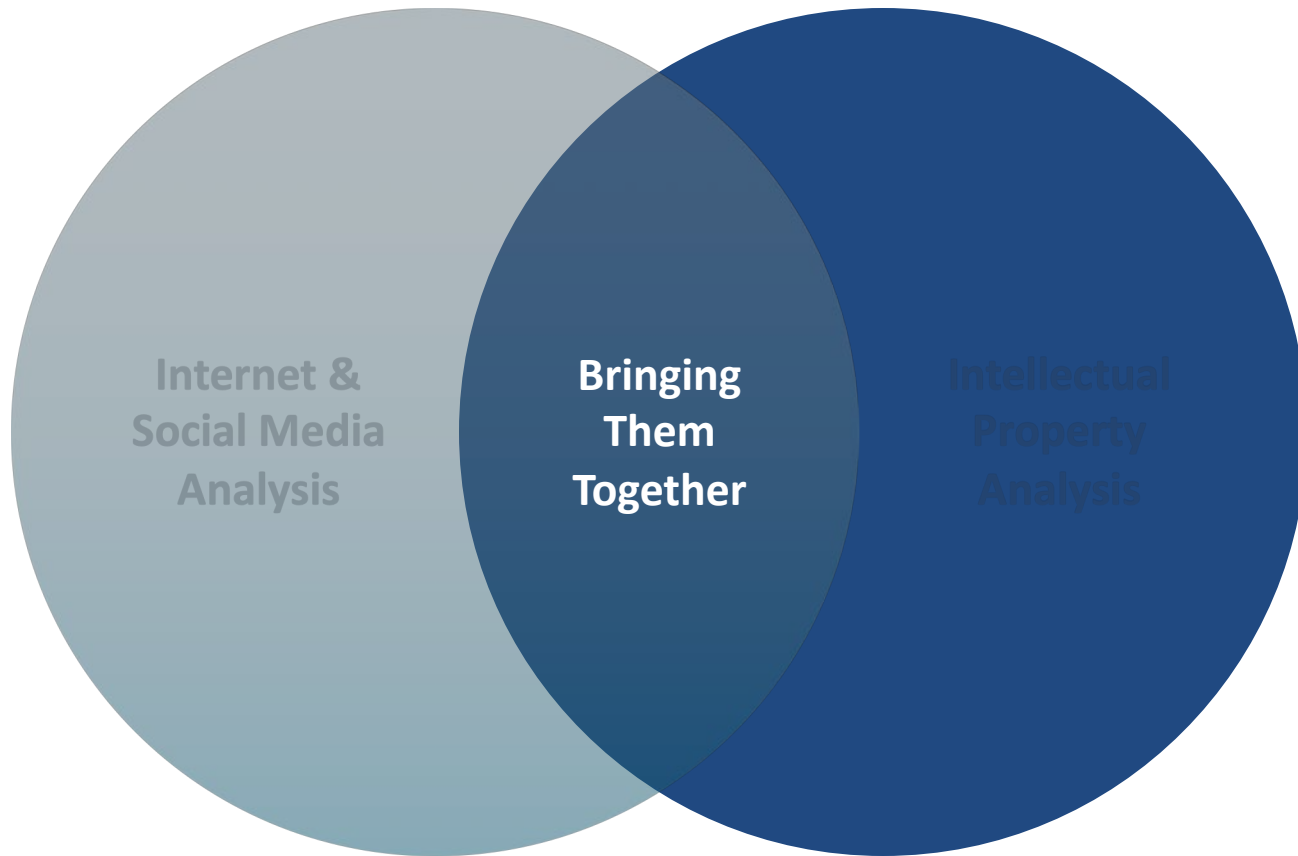 Internet &
Social Media
Analysis
Bringing
Them
Together
Intellectual
Property
Analysis